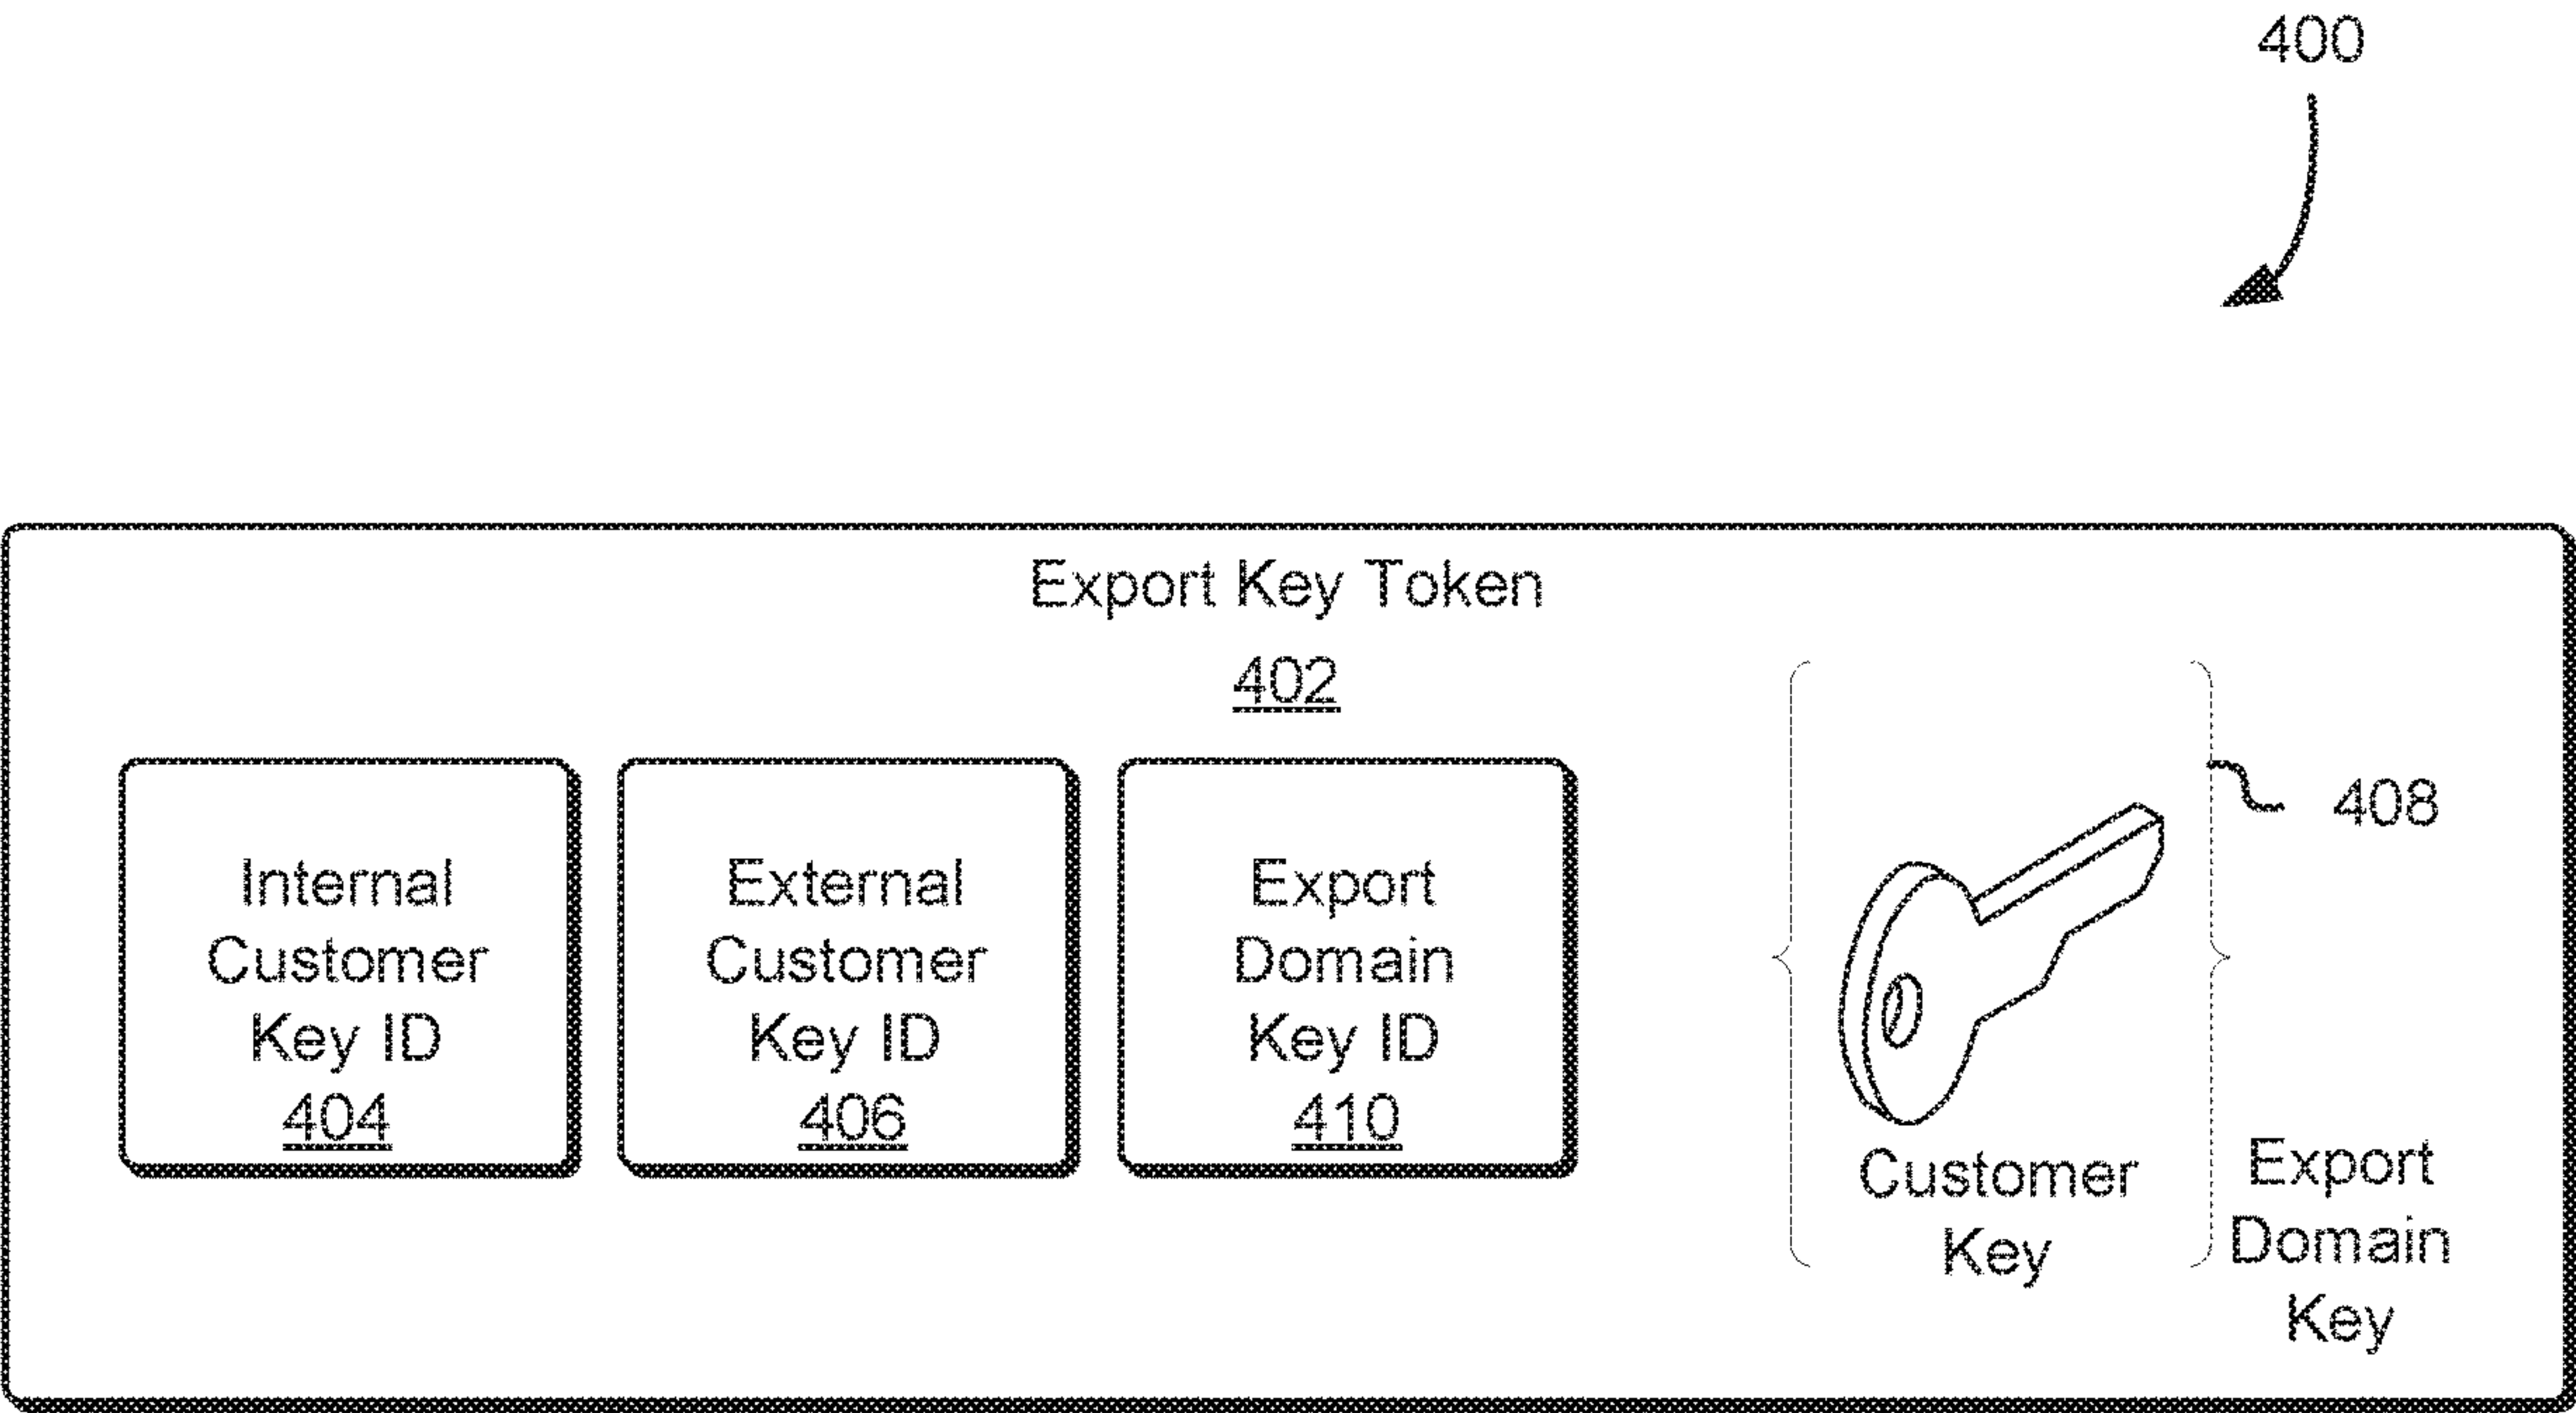 400
Export Key Token
402
Internal
Customer
Key ID
404
External
Customer
Key ID
406
Export
Domain
Key ID
410
408
Customer
Key
Export
Domain
Key